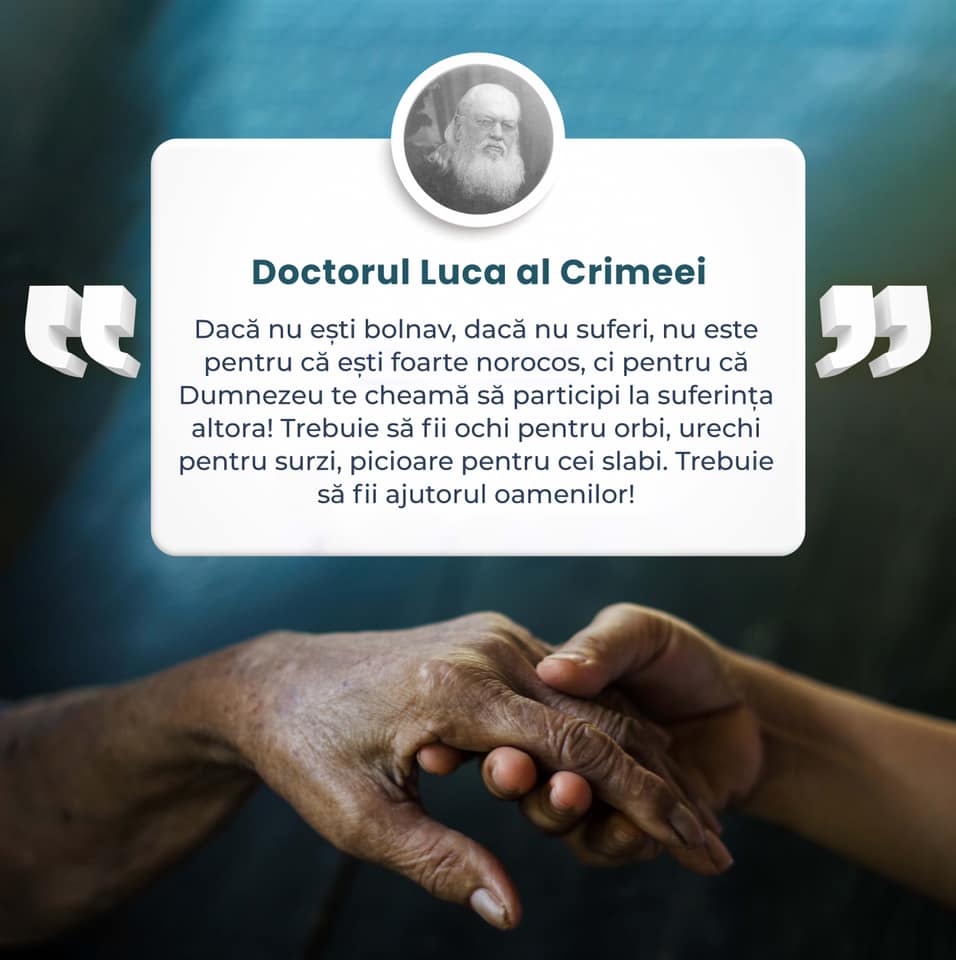 Doctorul Luca al Crimeei
Dacă nu ești bolnav, dacă nu suferi, nu este
pentru că ești foarte norocos, ci pentru că
Dumnezeu te cheamă să participi la suferința
altora! Trebuie să fii ochi pentru orbi, urechi
pentru surzi, picioare pentru cei slabi. Trebuie
să fii ajutorul oamenilor!